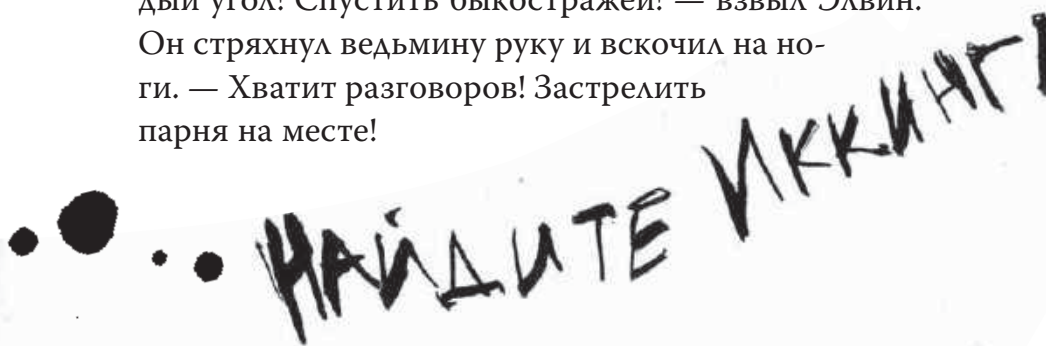 дый угол! Спустить быкостражей! — взвыл Элвин.
Он стряхнул ведьмину руку и вскочил на но-
ги. — Хватит разговоров! Застрелить
парня на месте!
НАЙДИТЕ ИККИНГ